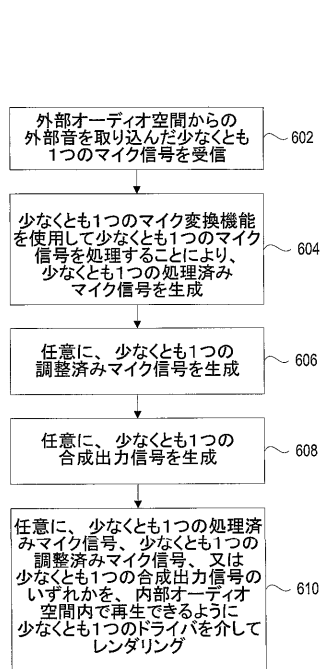 外部オーディオ空間からの
外部音を取り込んだ少なくとも
1つのマイク信号を受信
602
少なくとも1つのマイク変換機能
を使用して少なくとも1つのマイク
信号を処理することにより、
少なくとも1つの処理済み
マイク信号を生成
604
任意に、少なくとも1つの
調整済みマイク信号を生成
606
任意に、少なくとも1つの
合成出力信号を生成
608
任意に、少なくとも1つの処理済
みマイク信号、少なくとも1つの
調整済みマイク信号、又は
少なくとも1つの合成出力信号の
いずれかを、内部オーディオ
空間内で再生できるように
少なくとも1つのドライバを介して
レンダリング
610